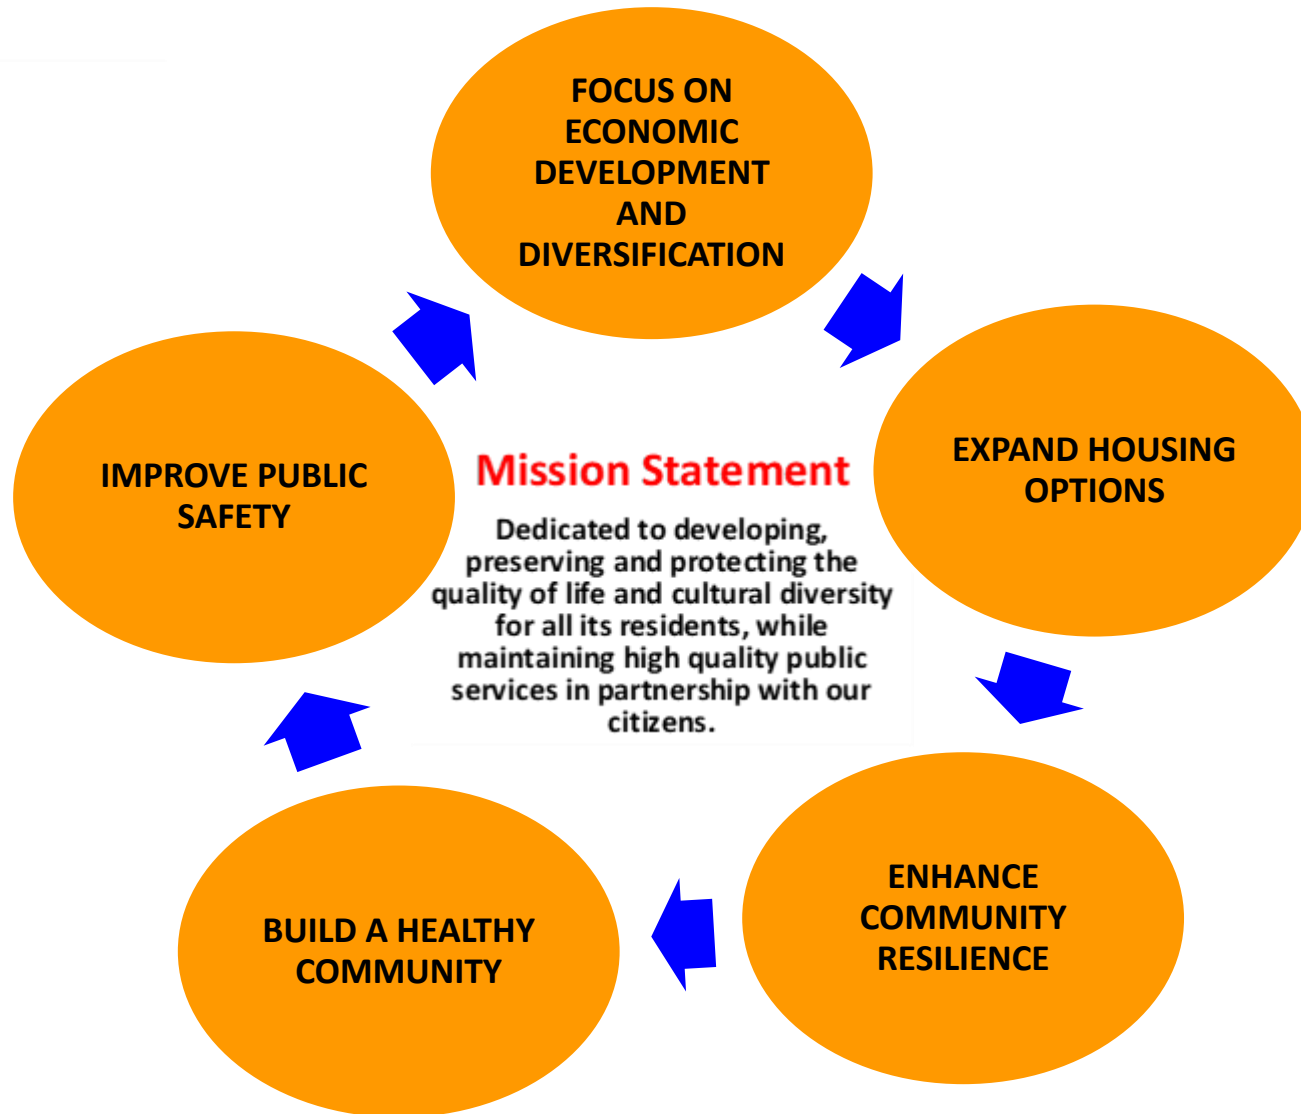 FOCUS ON
ECONOMIC
DEVELOPMENT
AND
DIVERSIFICATION
EXPAND HOUSING
OPTIONS
ENHANCE
COMMUNITY
RESILIENCE
BUILD A HEALTHY
COMMUNITY
IMPROVE PUBLIC
SAFETY
Mission Statement
Dedicated to developing,
preserving and protecting the
quality of life and cultural diversity
for all its residents, while
maintaining high quality public
services in partnership with our
citizens.